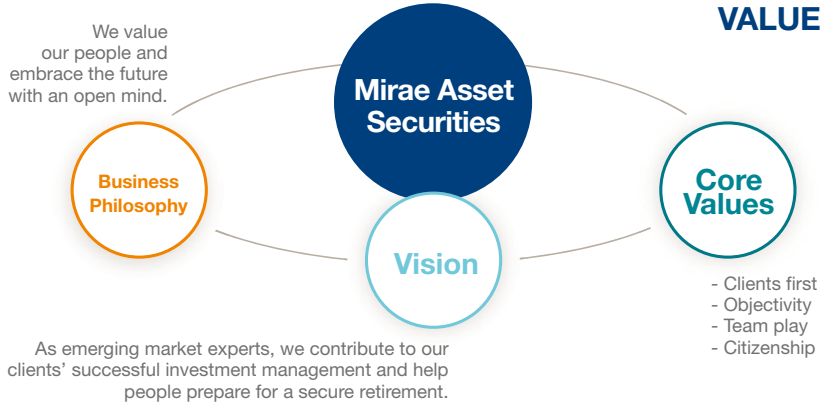 VALUE
We value
our people and
embrace the future
with an open mind.
Mirae Asset
Securities
Business
Philosophy
Core
Values
Vision
- Clients first
- Objectivity
- Team play
- Citizenship
As emerging market experts, we contribute to our
clients’ successful investment management and help
people prepare for a secure retirement.